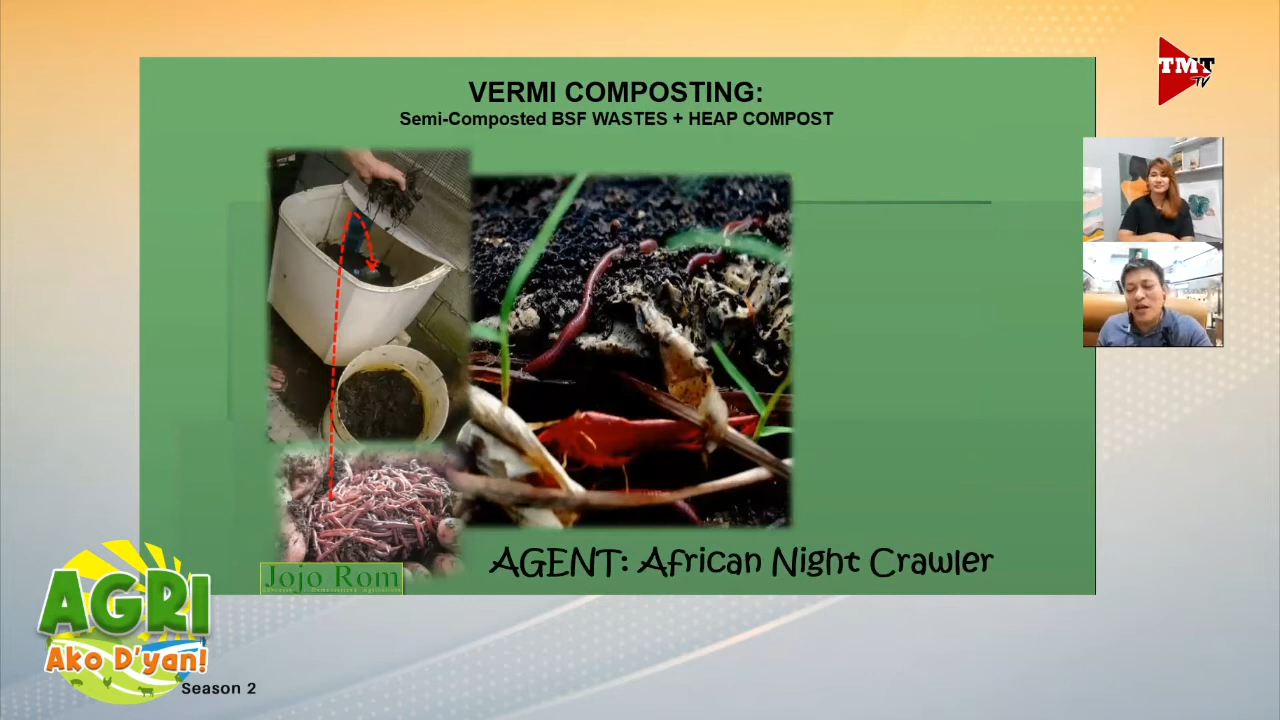 VERMI COMPOSTING:
Semi-Composted BSF WASTES + HEAP COMPOST
TMT
TV
AGENT: African Night Crawler
Jojo Rom
AGRI
Ako D'yan!
Season 2